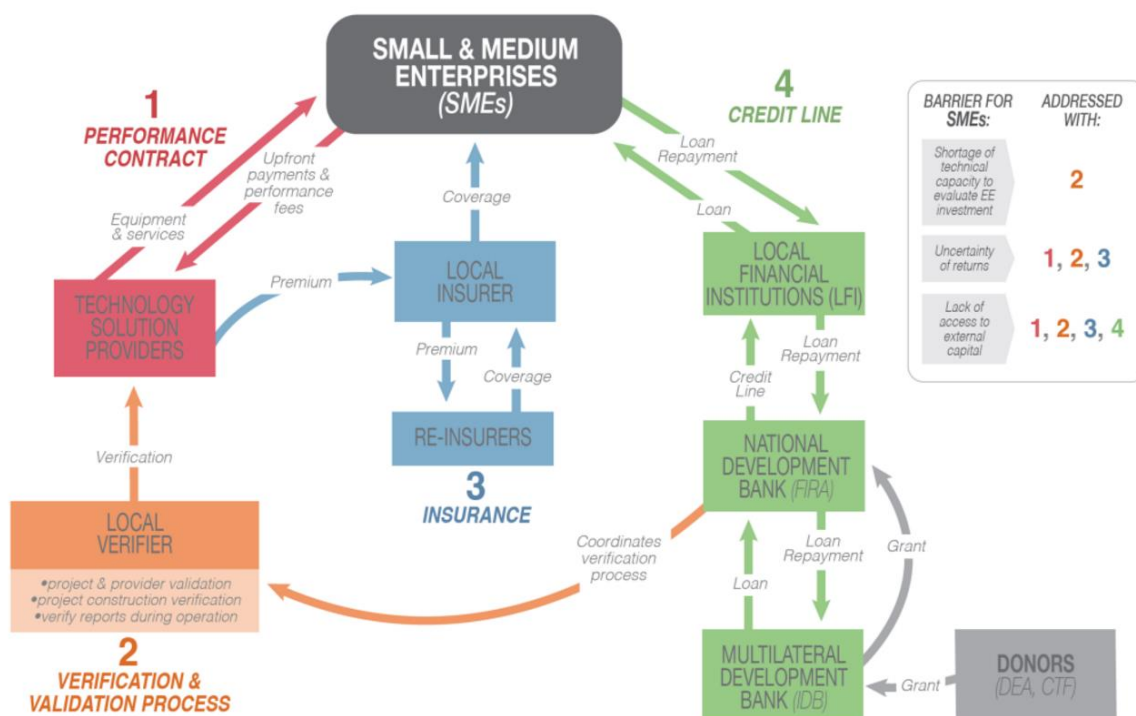 SMALL & MEDIUM
ENTERPRISES
(SMEs)
1
PERFORMANCE
CONTRACT
4
CREDIT LINE
Upfront
payments &
performance
fees
Equipment
& services
Coverage
Loan
Repayment
Loan
TECHNOLOGY
SOLUTION
PROVIDERS
Premium
LOCAL
INSURER
LOCAL
FINANCIAL
INSTITUTIONS (LFI)
Premium
Coverage
Credit
Line
Loan
Repayment
RE-INSURERS
3
INSURANCE
Verification
NATIONAL
DEVELOPMENT
BANK (FIRA)
LOCAL
VERIFIER
•project & provider validation
•project construction verification
•verify reports during operation
2
VERIFICATION &
VALIDATION PROCESS
Coordinates
verification
process
Loan
Loan
Repayment
Grant
MULTILATERAL
DEVELOPMENT
BANK (IDB)
Grant
DONORS
(DEA, CTF)
BARRIER FOR
SMEs:
ADDRESSED
WITH:
Shortage of
technical
capacity to
evaluate EE
investment
2
Uncertainty
of returns
1, 2, 3
Lack of
access to
external
capital
1, 2, 3, 4